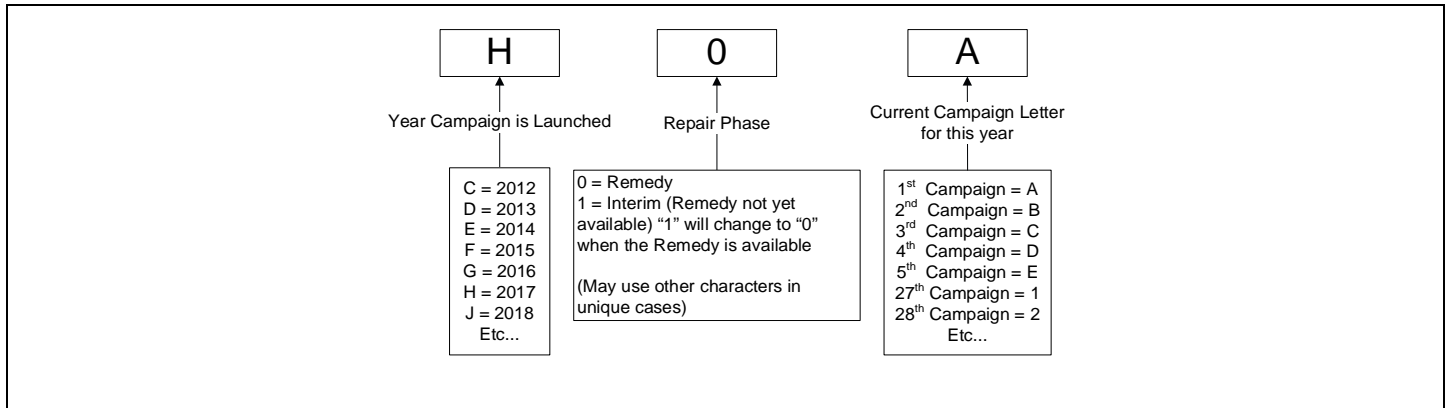 H
0
A
Year Campaign is Launched
Repair Phase
Current Campaign Letter
for this year
C = 2012
D = 2013
E = 2014
F = 2015
G = 2016
H = 2017
J = 2018
Etc...
0 = Remedy
1 = Interim (Remedy not yet
available) “1” will change to “0”
when the Remedy is available
(May use other characters in
unique cases)
1st Campaign = A
2nd Campaign = B
3rd Campaign = C
4th Campaign = D
5th Campaign = E
27th Campaign = 1
28th Campaign = 2
Etc...